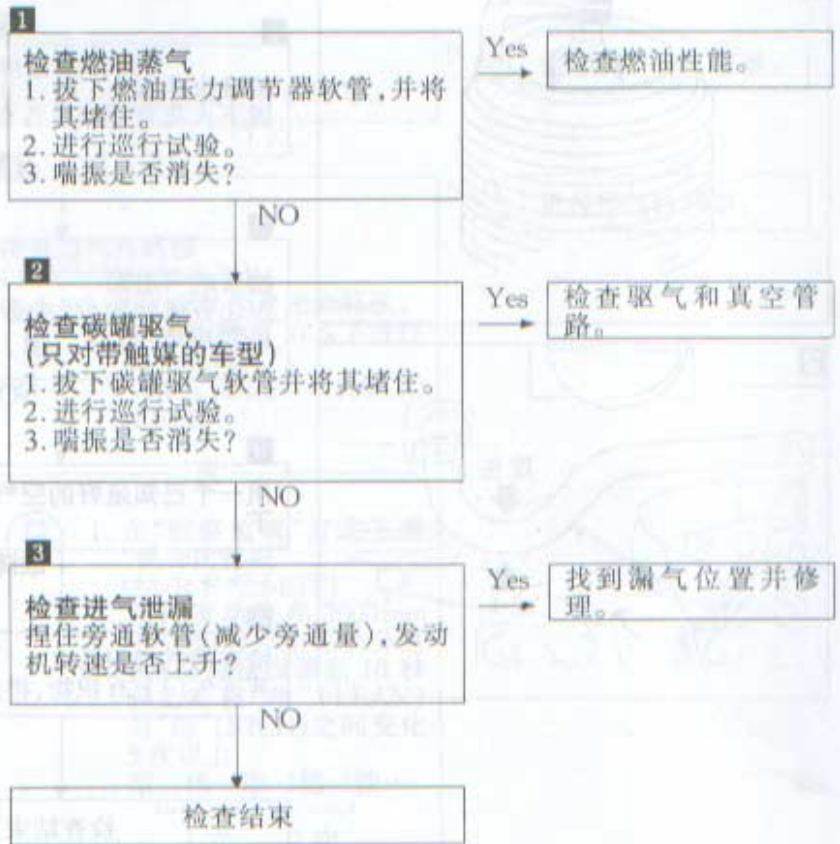 1
检查燃油蒸气
1. 拔下燃油压力调节器软管,并将
其堵住。
2. 进行巡行试验。
3. 喘振是否消失?
Yes
检查燃油性能。
NO
2
检查碳罐驱气
(只对带触媒的车型)
1. 拔下碳罐驱气软管并将其堵住。
2. 进行巡行试验。
3. 喘振是否消失?
Yes
检查驱气和真空管
路。
NO
3
检查进气泄漏
捏住旁通软管(减少旁通量),发动
机转速是否上升?
Yes
找到漏气位置并修
理。
NO
检查结束